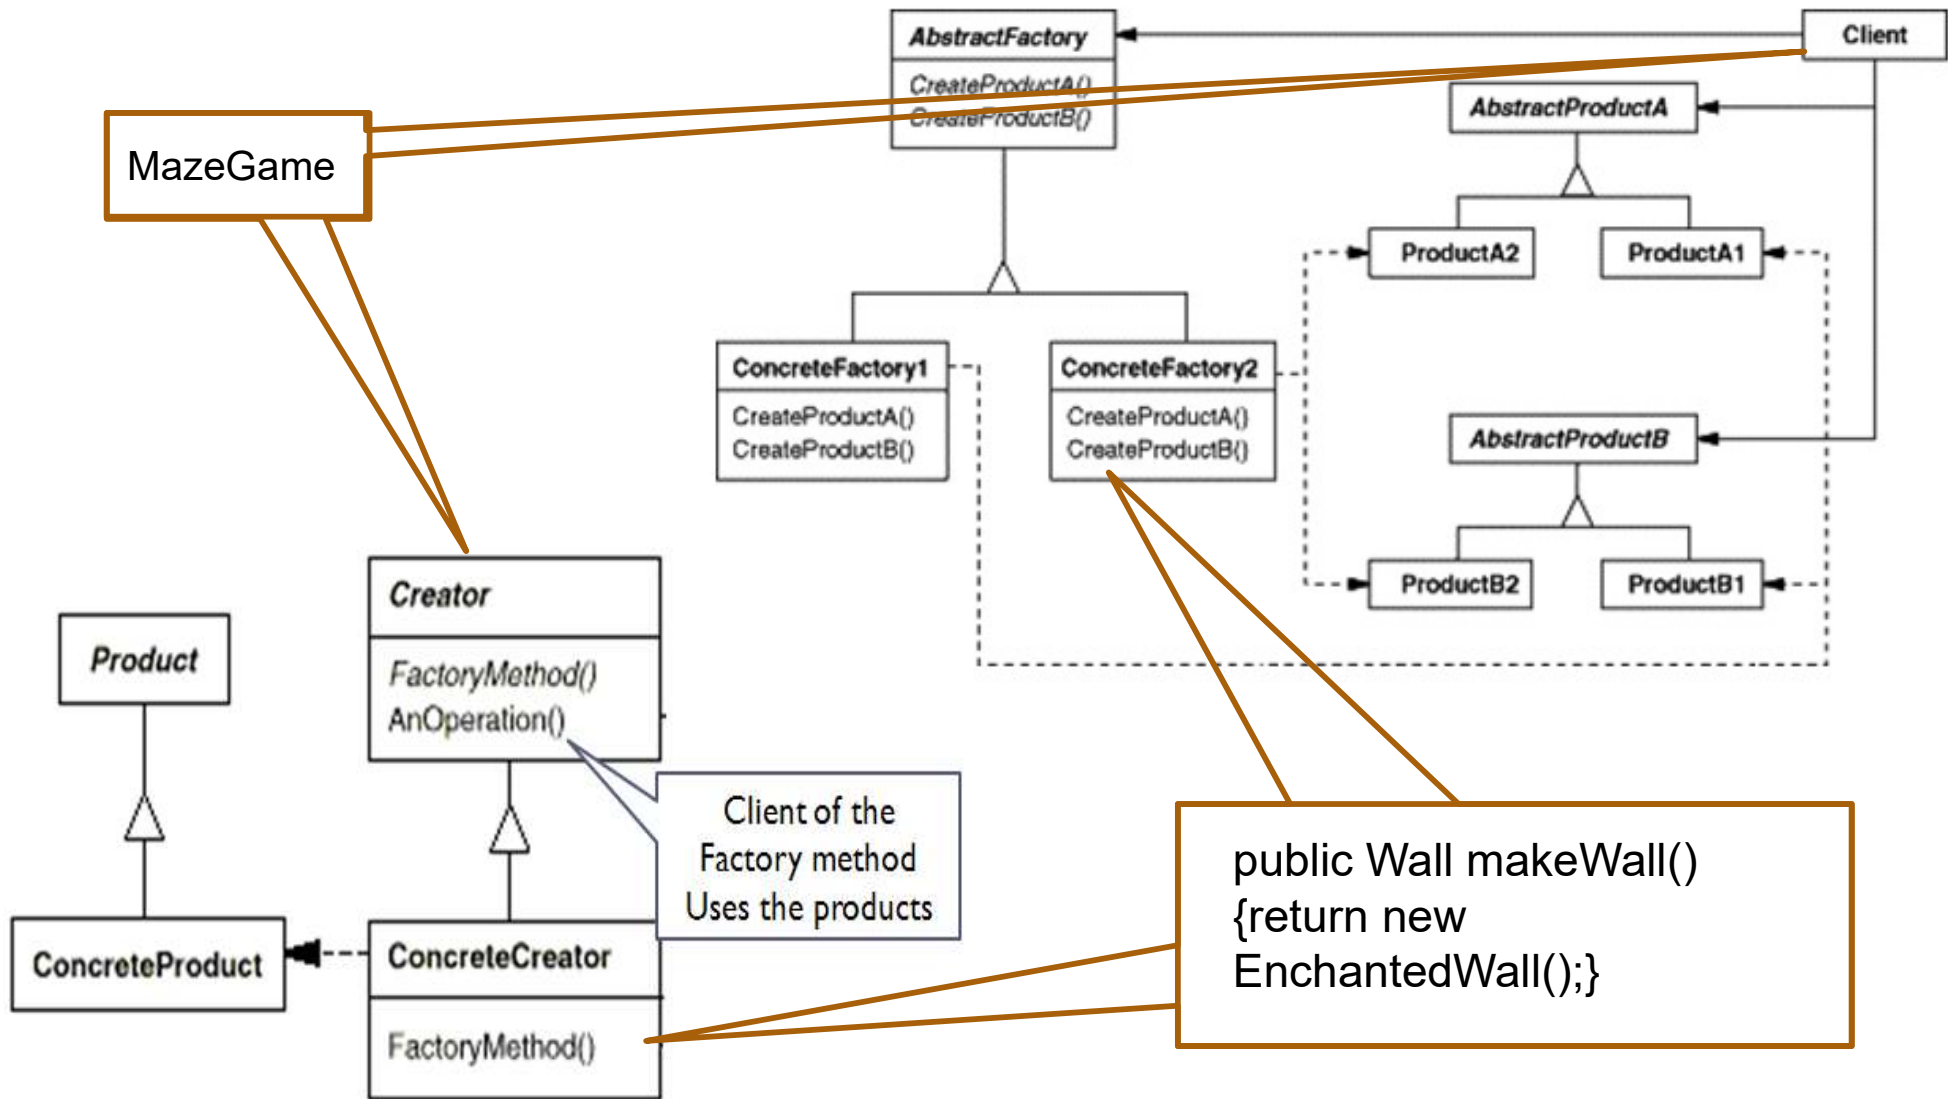 AbstractFactory
CreateProductA()
CreateProductB()
Client
MazeGame
AbstractProductA
ProductA2
ProductA1
ConcreteFactory1
CreateProductA()
CreateProductB()
ConcreteFactory2
CreateProductA()
CreateProductB()
AbstractProductB
ProductB2
ProductB1
Creator
FactoryMethod()
AnOperation()
Product
Client of the
Factory method
Uses the products
ConcreteProduct
ConcreteCreator
FactoryMethod()
public Wall makeWall()
{return new
EnchantedWall();}